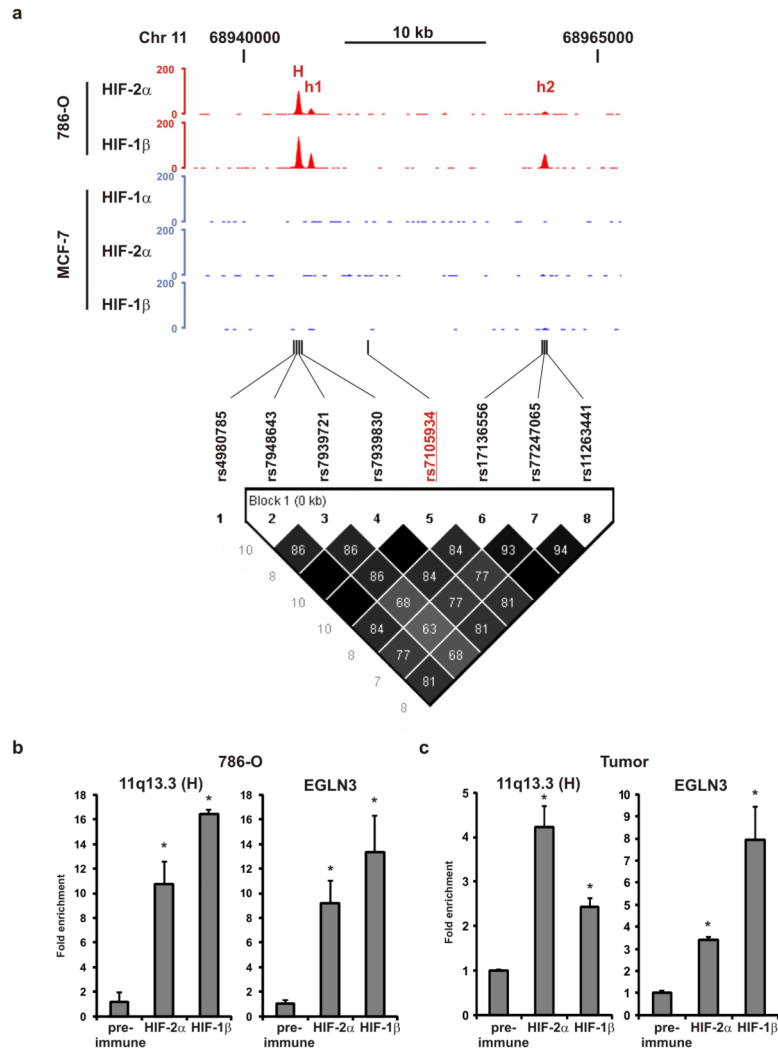 a
Chr 11 68940000 10 kb 68965000
786-O
HIF-2α
200
0
H
h1
h2
HIF-1β
200
0
MCF-7
HIF-1α
200
0
HIF-2α
200
0
HIF-1β
200
0
rs4980785
rs7948643
rs7939721
rs7939830
rs7105934
rs17136556
rs77247065
rs11263441
Block 1 (0 kb)
1 2 3 4 5 6 7 8
10 86 86 84 93 94
8 86 84 77
10 68 77 81
10 84 63 81
8 77 68
7 81
8
b
786-O
11q13.3 (H)
EGLN3
Fold enrichment
18
16
14
12
10
8
6
4
2
0
* *
pre-immune HIF-2α HIF-1β
18
16
14
12
10
8
6
4
2
0
* *
pre-immune HIF-2α HIF-1β
c
Tumor
11q13.3 (H)
EGLN3
Fold enrichment
5
4
3
2
1
0
* *
pre-immune HIF-2α HIF-1β
10
9
8
7
6
5
4
3
2
1
0
* *
pre-immune HIF-2α HIF-1β